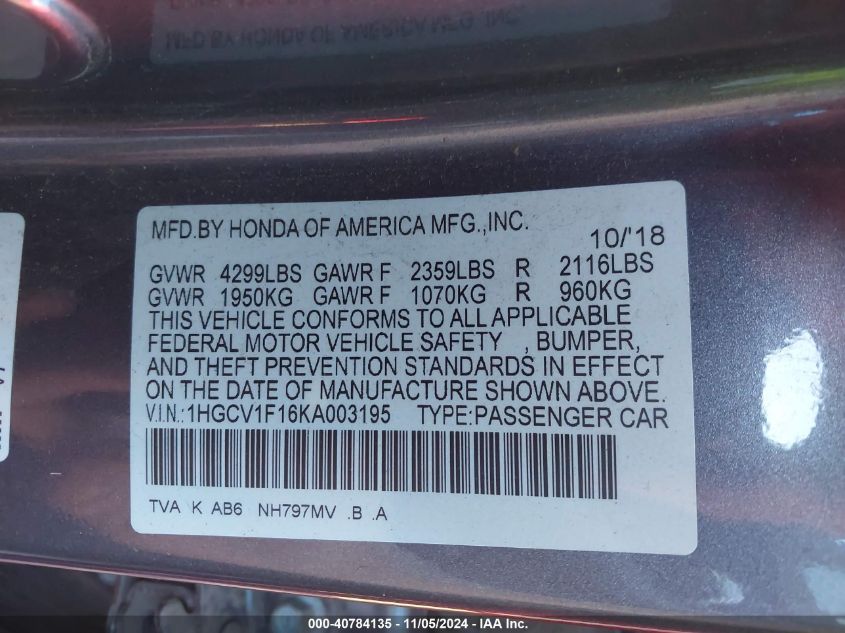 MFD.BY HONDA OF AMERICA MFG.,INC.
10/'18
GVWR 4299LBS GAWR F 2359LBS R 2116LBS
GVWR 1950KG GAWR F 1070KG R 960KG
THIS VEHICLE CONFORMS TO ALL APPLICABLE
FEDERAL MOTOR VEHICLE SAFETY , BUMPER,
AND THEFT PREVENTION STANDARDS IN EFFECT
ON THE DATE OF MANUFACTURE SHOWN ABOVE.
V.I.N.:1HGCV1F16KA003195 TYPE:PASSENGER CAR
TVA K AB6 NH797MV .B .A
000-40784135 - 11/05/2024 - IAA Inc.